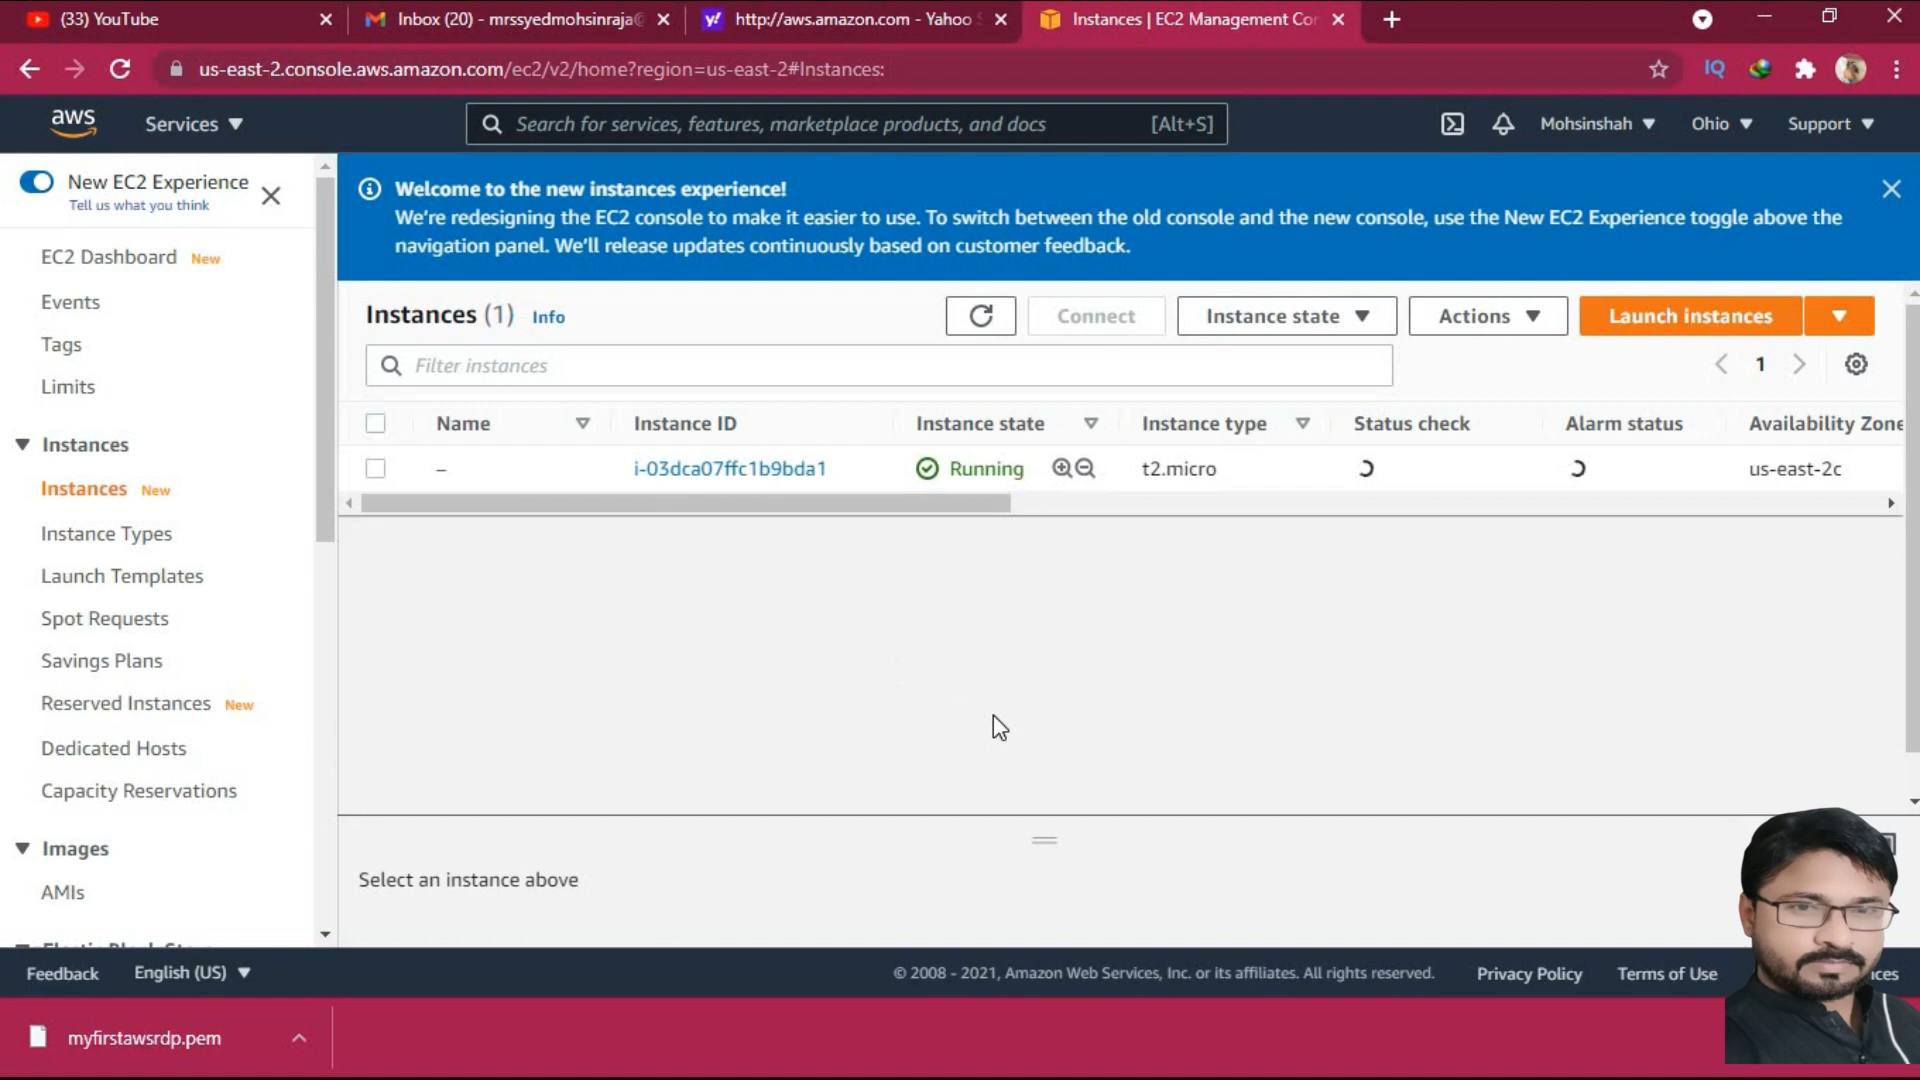 (33) YouTube
Inbox (20) - mrssyedmohsinraja@
http://aws.amazon.com - Yahoo S
Instances | EC2 Management Con
us-east-2.console.aws.amazon.com/ec2/v2/home?region=us-east-2#Instances:
IQ
aws
Services
Search for services, features, marketplace products, and docs
[Alt+S]
Mohsinshah
Ohio
Support
New EC2 Experience
Tell us what you think
Welcome to the new instances experience!
We're redesigning the EC2 console to make it easier to use. To switch between the old console and the new console, use the New EC2 Experience toggle above the
navigation panel. We'll release updates continuously based on customer feedback.
EC2 Dashboard New
Events
Tags
Limits
Instances
Instances New
Instance Types
Launch Templates
Spot Requests
Savings Plans
Reserved Instances New
Dedicated Hosts
Capacity Reservations
Images
AMIs
Instances (1) Info
Connect
Instance state
Actions
Launch instances
Filter instances
1
Name
Instance ID
Instance state
Instance type
Status check
Alarm status
Availability Zone
–
i-03dca07ffc1b9bda1
Running
t2.micro
us-east-2c
Select an instance above
Feedback
English (US)
© 2008 - 2021, Amazon Web Services, Inc. or its affiliates. All rights reserved.
Privacy Policy
Terms of Use
myfirstawsrdp.pem